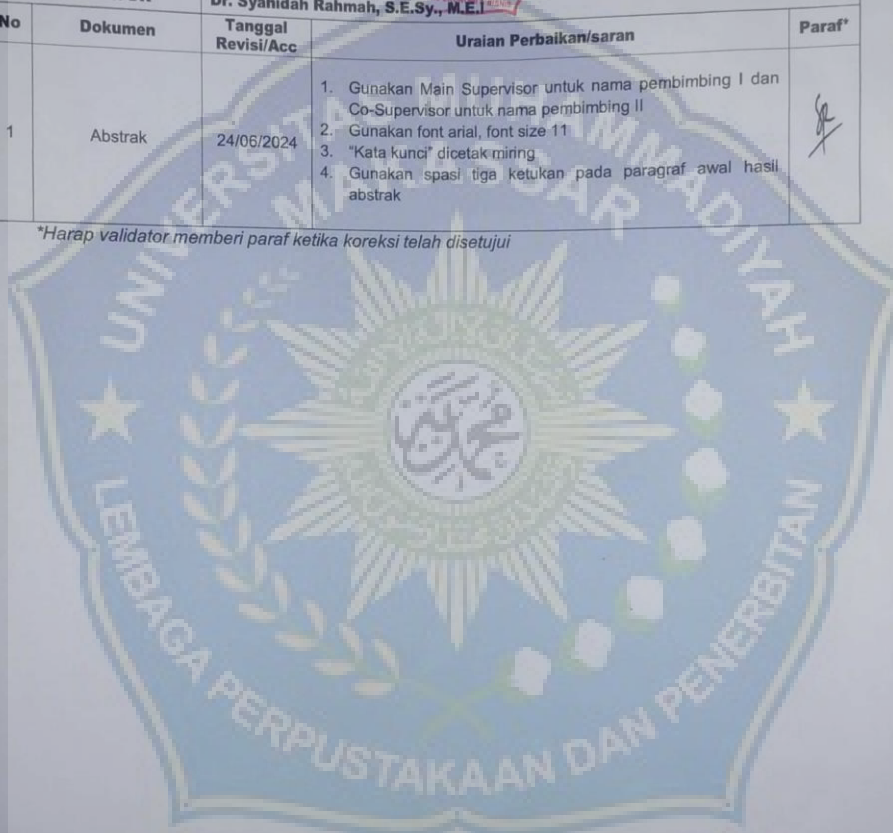 Dr. Syahidah Rahmah, S.E.Sy., M.E.I
No
Dokumen
Tanggal
Revisi/Acc
Uraian Perbaikan/saran
Paraf*
1
Abstrak
24/06/2024
1. Gunakan Main Supervisor untuk nama pembimbing I dan
Co-Supervisor untuk nama pembimbing II
2. Gunakan font arial, font size 11
3. "Kata kunci" dicetak miring
4. Gunakan spasi tiga ketukan pada paragraf awal hasil
abstrak
*Harap validator memberi paraf ketika koreksi telah disetujui
UNIVERSITAS MUHAMMADIYAH
MAKASSAR
LEMBAGA PERPUSTAKAAN DAN PENERBITAN